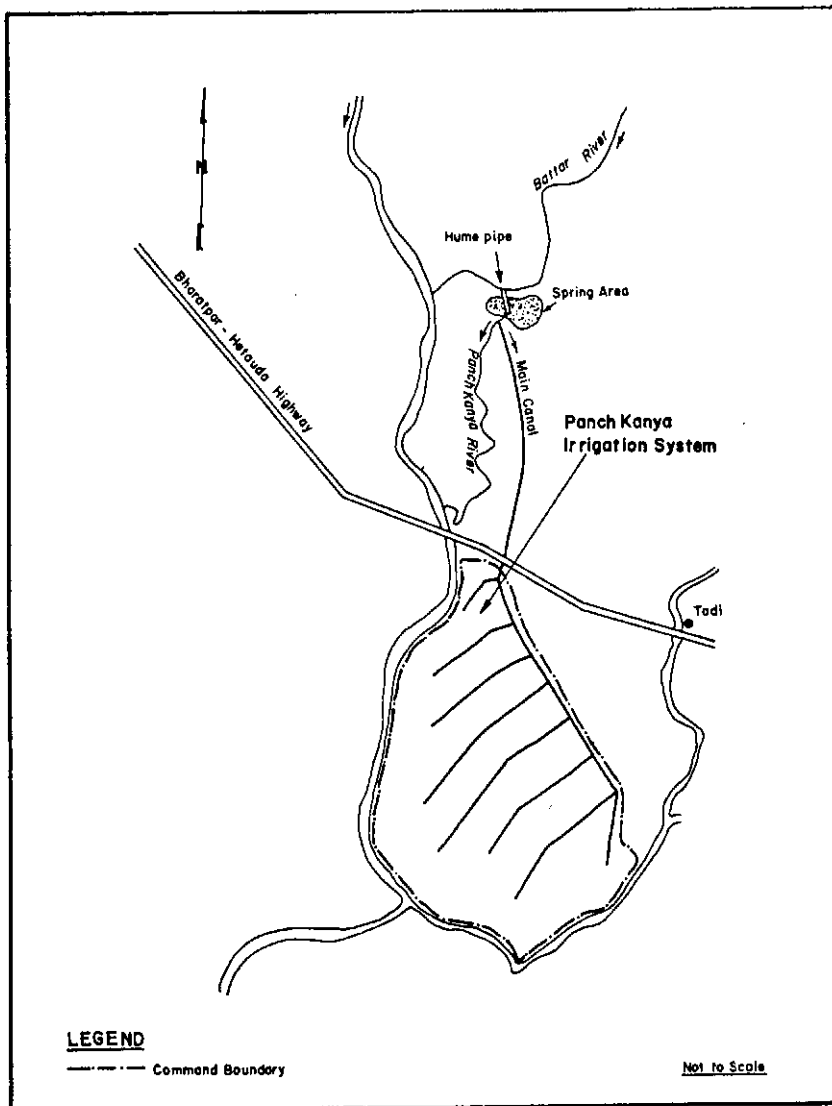 N
Battar River
Hume pipe
Spring Area
Bharatpar - Hetauda Highway
Panch Kanya River
Main Canal
Panch Kanya
Irrigation System
Tadi
LEGEND
Command Boundary
Not to Scale